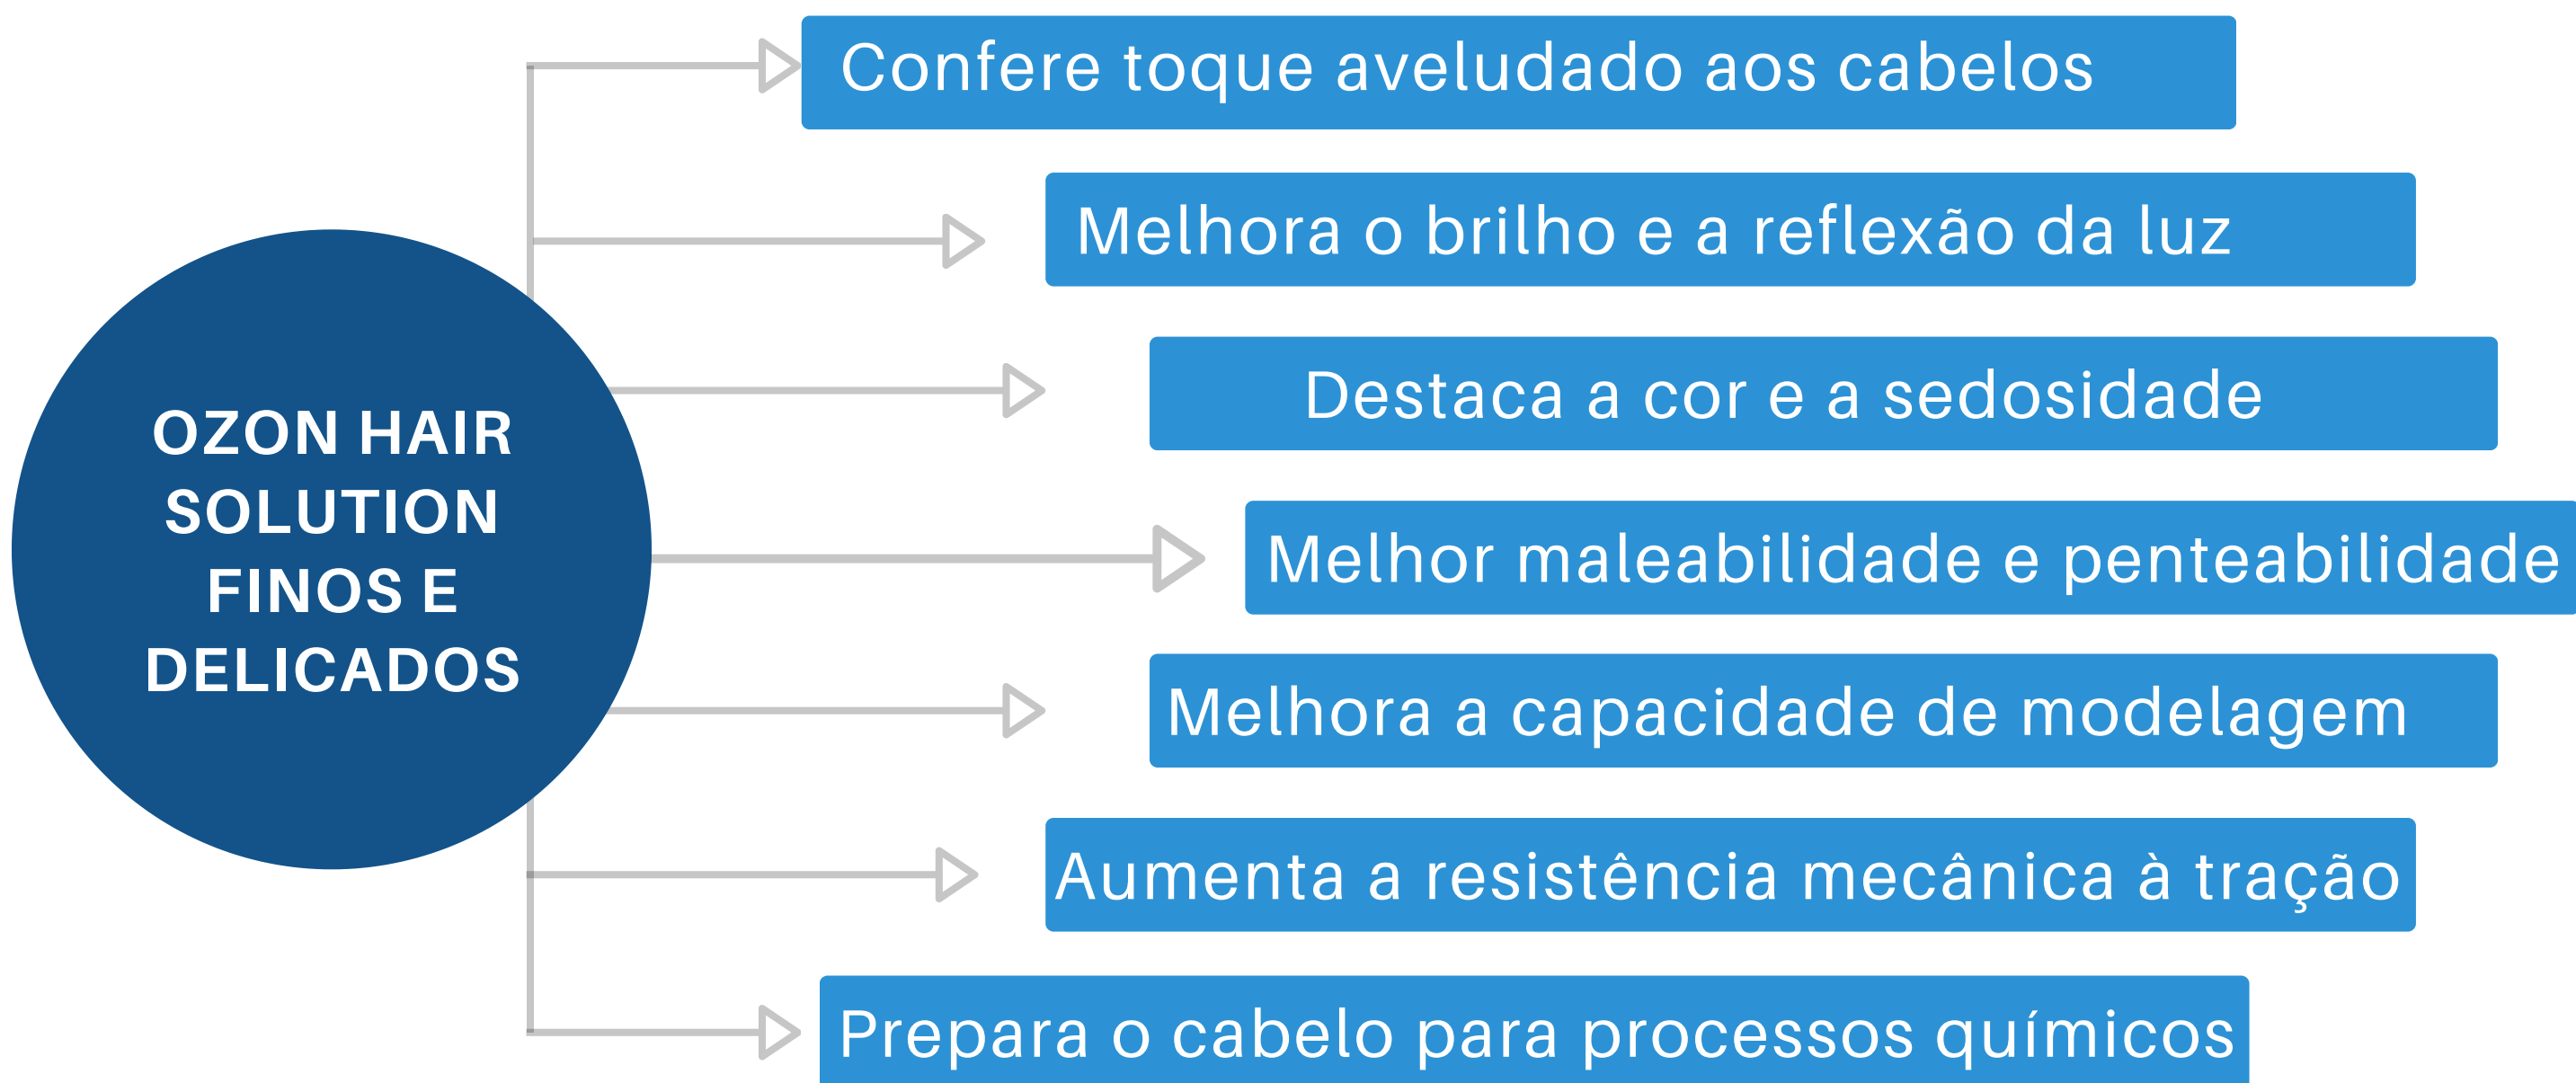 OZON HAIR
SOLUTION
FINOS E
DELICADOS
Confere toque aveludado aos cabelos
Melhora o brilho e a reflexão da luz
Destaca a cor e a sedosidade
Melhor maleabilidade e penteabilidade
Melhora a capacidade de modelagem
Aumenta a resistência mecânica à tração
Prepara o cabelo para processos químicos